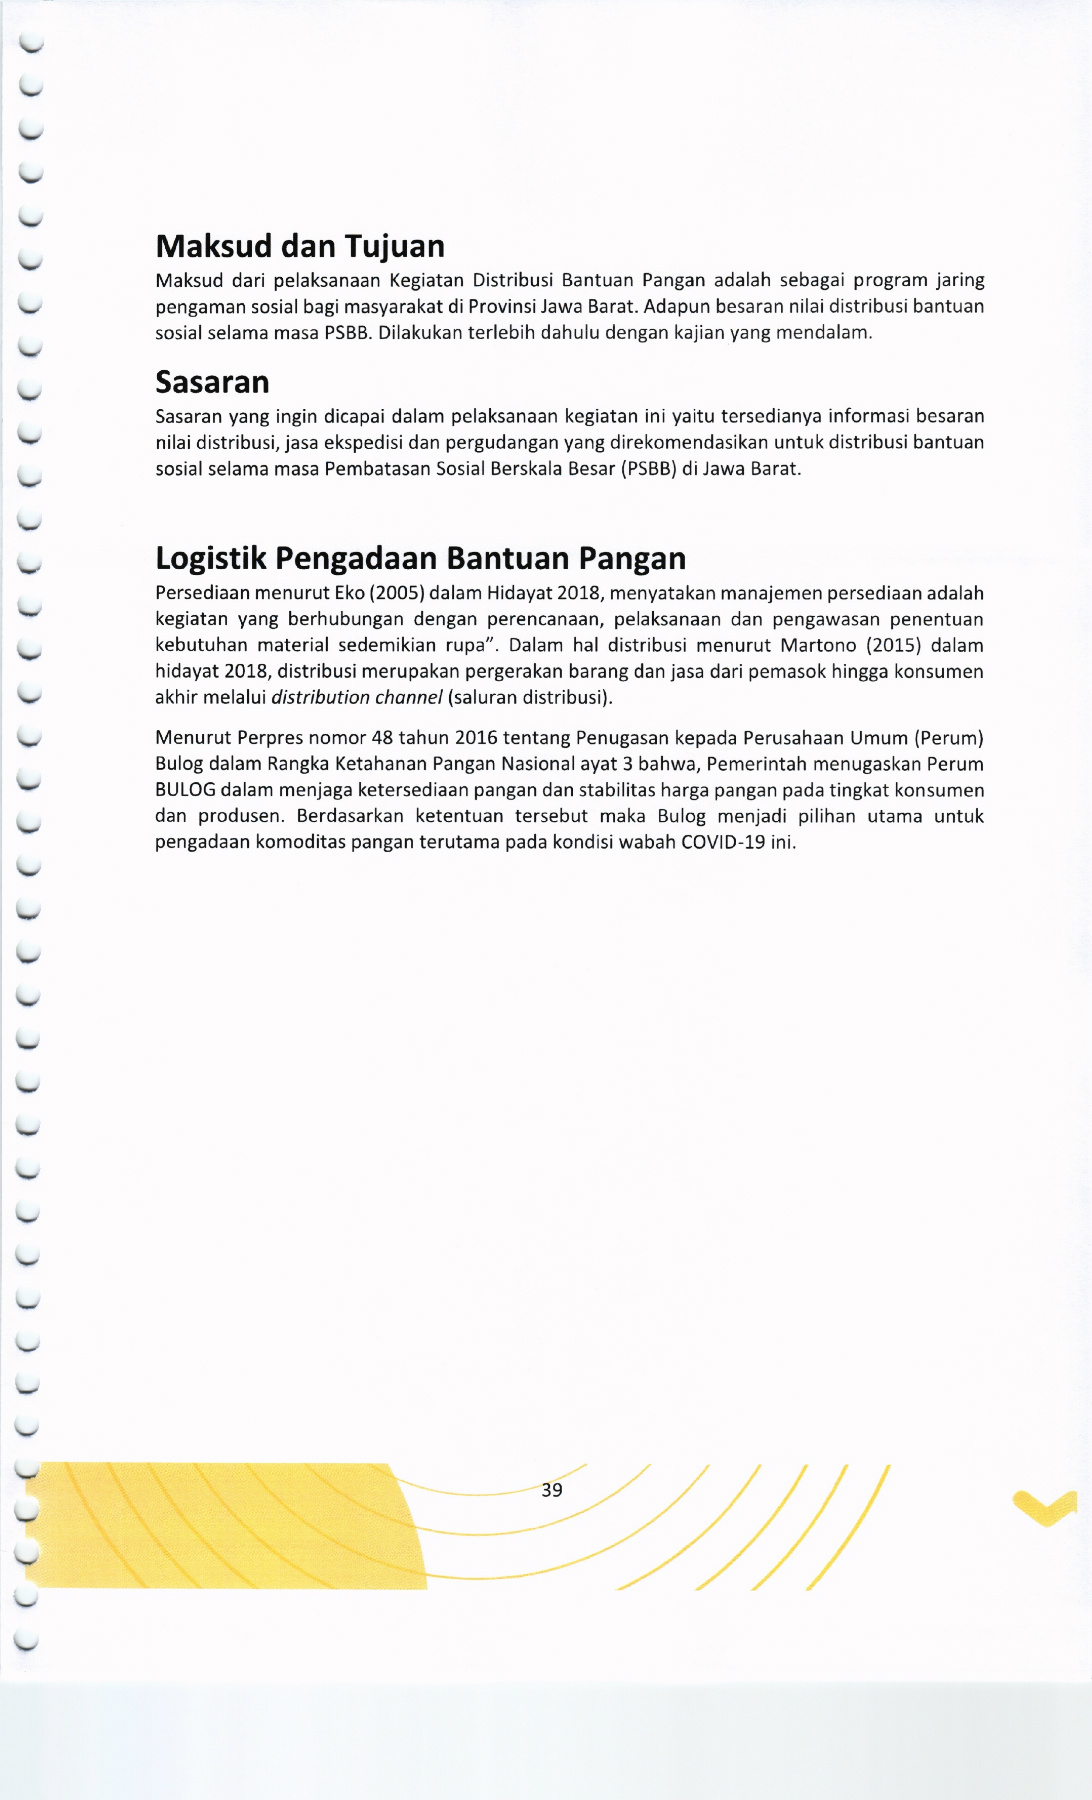 Maksud dan Tujuan
Maksud dari pelaksanaan Kegiatan Distribusi Bantuan Pangan adalah sebagai program jaring
pengaman sosial bagi masyarakat di Provinsi Jawa Barat. Adapun besaran nilai distribusi bantuan
sosial selama masa PSBB. Dilakukan terlebih dahulu dengan kajian yang mendalam.
Sasaran
Sasaran yang ingin dicapai dalam pelaksanaan kegiatan ini yaitu tersedianya informasi besaran
nilai distribusi, jasa ekspedisi dan pergudangan yang direkomendasikan untuk distribusi bantuan
sosial selama masa Pembatasan Sosial Berskala Besar (PSBB) di Jawa Barat.
Logistik Pengadaan Bantuan Pangan
Persediaan menurut Eko (2005) dalam Hidayat 2018, menyatakan manajemen persediaan adalah
kegiatan yang berhubungan dengan perencanaan, pelaksanaan dan pengawasan penentuan
kebutuhan material sedemikian rupa”. Dalam hal distribusi menurut Martono (2015) dalam
hidayat 2018, distribusi merupakan pergerakan barang dan jasa dari pemasok hingga konsumen
akhir melalui distribution channel (saluran distribusi).
Menurut Perpres nomor 48 tahun 2016 tentang Penugasan kepada Perusahaan Umum (Perum)
Bulog dalam Rangka Ketahanan Pangan Nasional ayat 3 bahwa, Pemerintah menugaskan Perum
BULOG dalam menjaga ketersediaan pangan dan stabilitas harga pangan pada tingkat konsumen
dan produsen. Berdasarkan ketentuan tersebut maka Bulog menjadi pilihan utama untuk
pengadaan komoditas pangan terutama pada kondisi wabah COVID-19 ini.
39